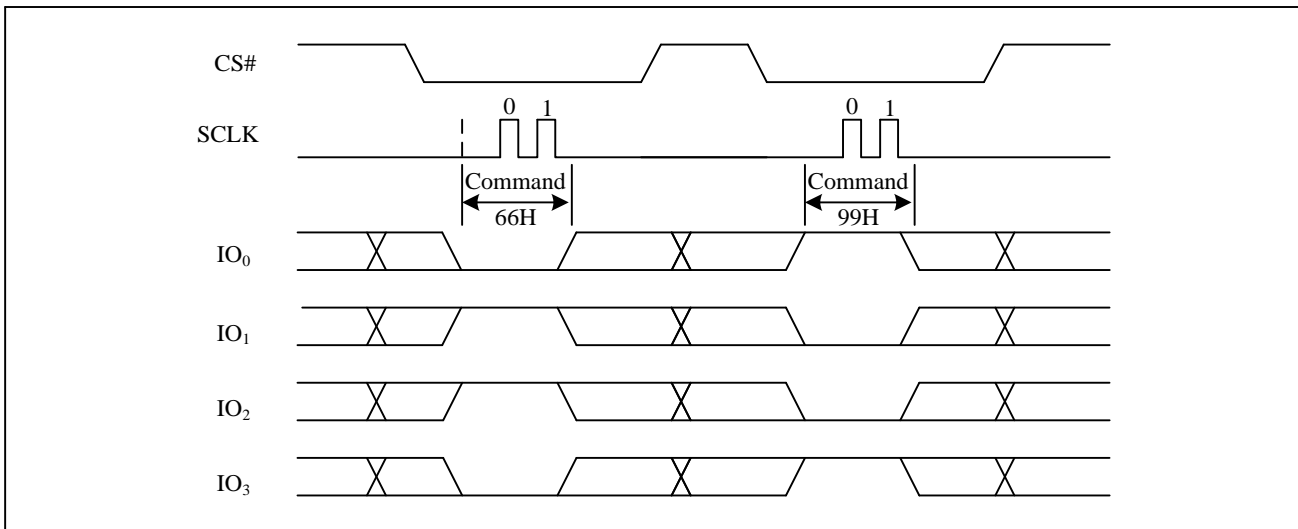 CS#
0 1 0 1
SCLK
Command Command
66H 99H
IO₀
IO₁
IO₂
IO₃